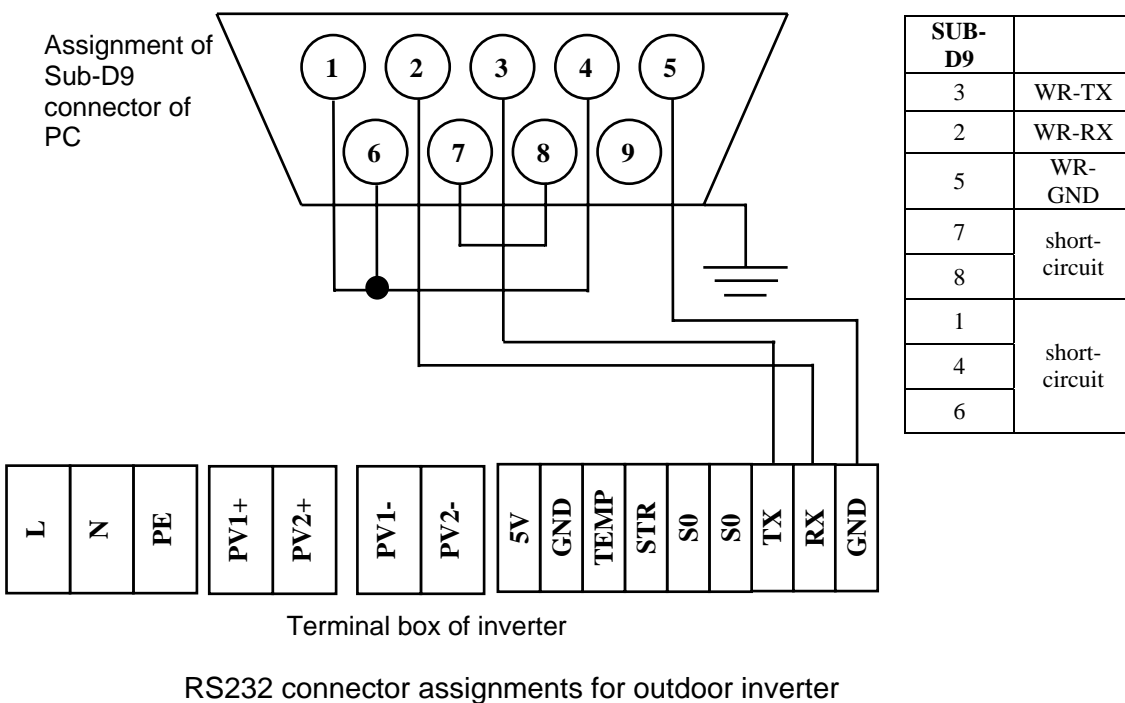 Assignment of
Sub-D9
connector of
PC
1 2 3 4 5
6 7 8 9
SUB-
D9
3 WR-TX
2 WR-RX
5 WR-
GND
7 short-
8 circuit
1
4 short-
circuit
6
L N PE PV1+ PV2+ PV1- PV2- 5V GND TEMP STR S0 S0 TX RX GND
Terminal box of inverter
RS232 connector assignments for outdoor inverter